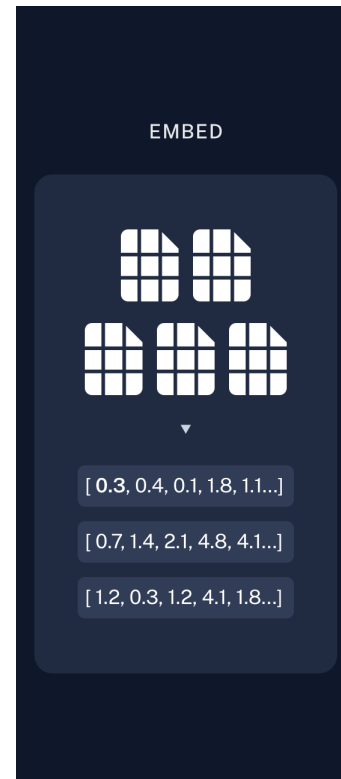 EMBED
[ 0.3, 0.4, 0.1, 1.8, 1.1...]
[ 0.7, 1.4, 2.1, 4.8, 4.1...]
[ 1.2, 0.3, 1.2, 4.1, 1.8...]